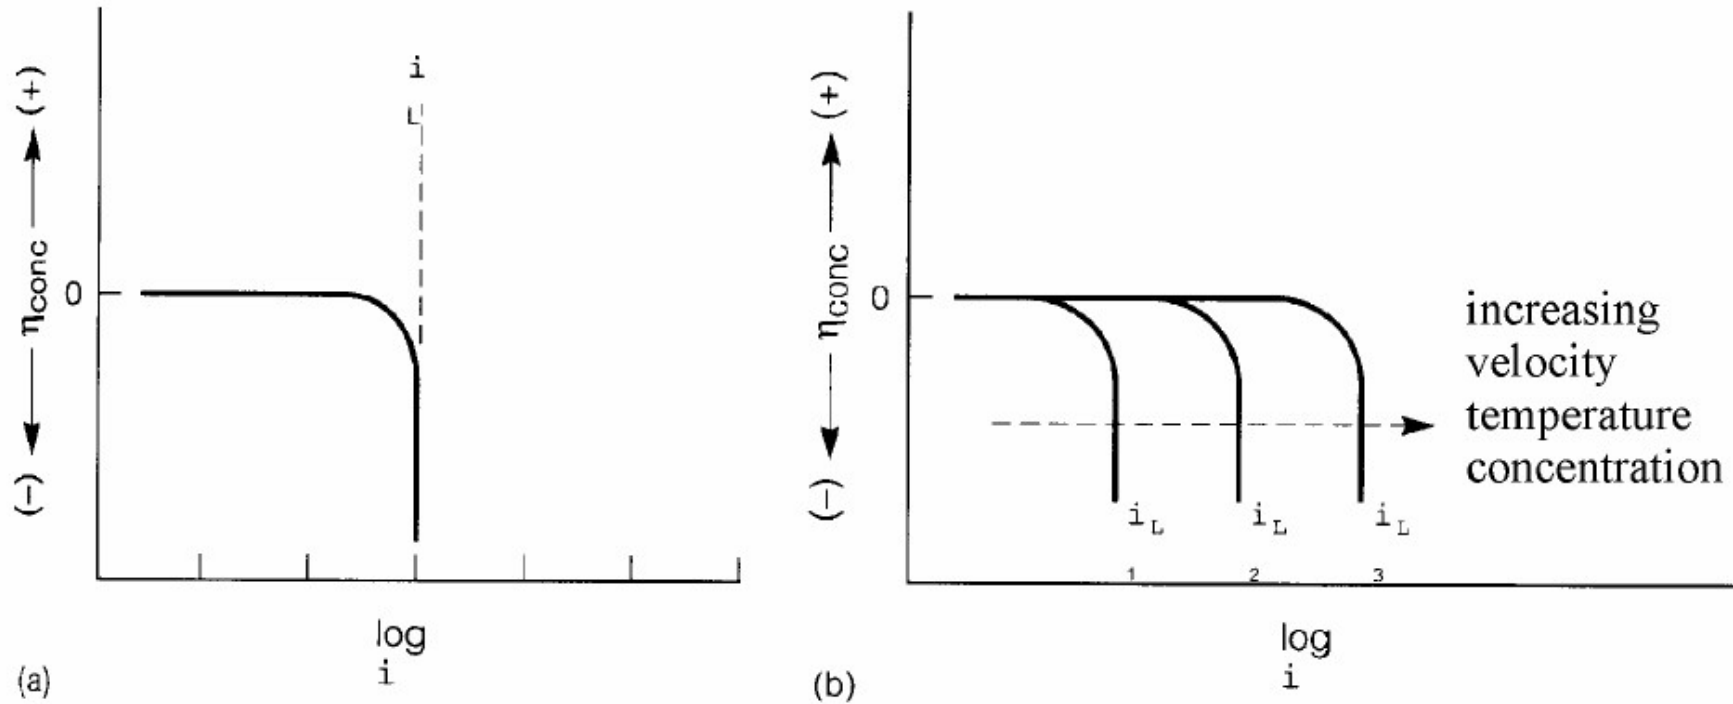 i
L
(+)
ηconc
(-)
0
log
i
(a)
(+)
ηconc
(-)
0
increasing
velocity
temperature
concentration
iL
iL
iL
1
2
3
log
i
(b)